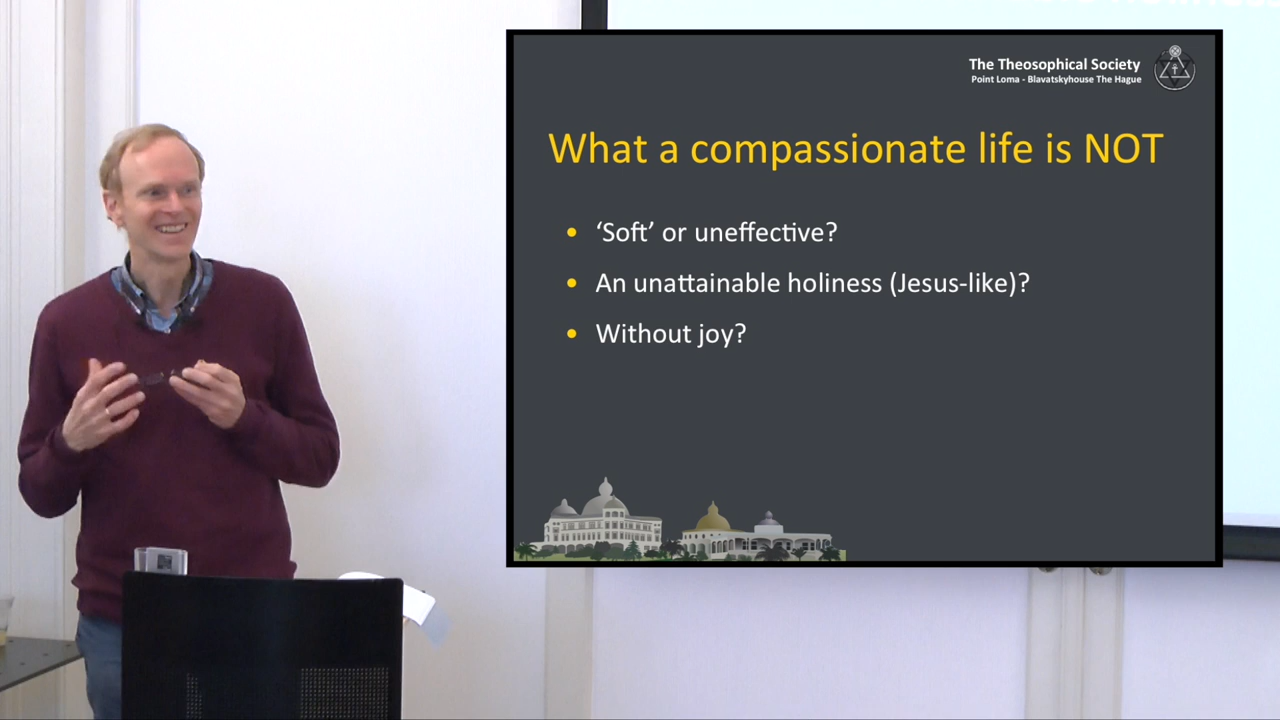 The Theosophical Society
Point Loma - Blavatskyhouse The Hague
What a compassionate life is NOT
• ‘Soft’ or uneffective?
• An unattainable holiness (Jesus-like)?
• Without joy?